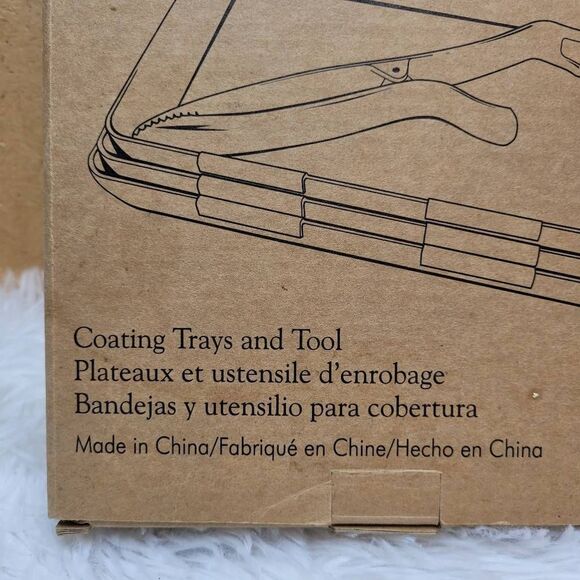 Coating Trays and Tool
Plateaux et ustensile d'enrobage
Bandejas y utensilio para cobertura
Made in China/Fabriqué en Chine/Hecho en China